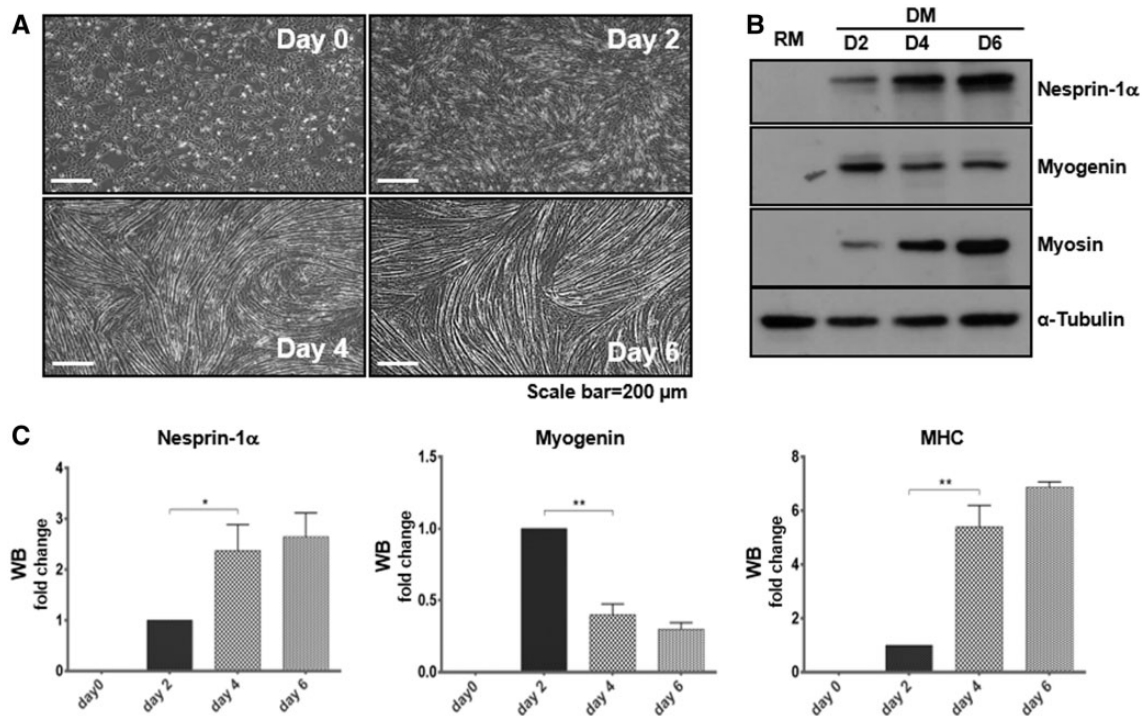 A
Day 0
Day 2
Day 4
Day 6
Scale bar=200 µm
B
DM
RM D2 D4 D6
Nesprin-1α
Myogenin
Myosin
α-Tubulin
C
Nesprin-1α
WB
fold change
4
3
2
1
0
*
day0
day 2
day 4
day 6
Myogenin
WB
fold change
1.5
1.0
0.5
0.0
**
day0
day 2
day 4
day 6
MHC
WB
fold change
8
6
4
2
0
**
day0
day 2
day 4
day 6